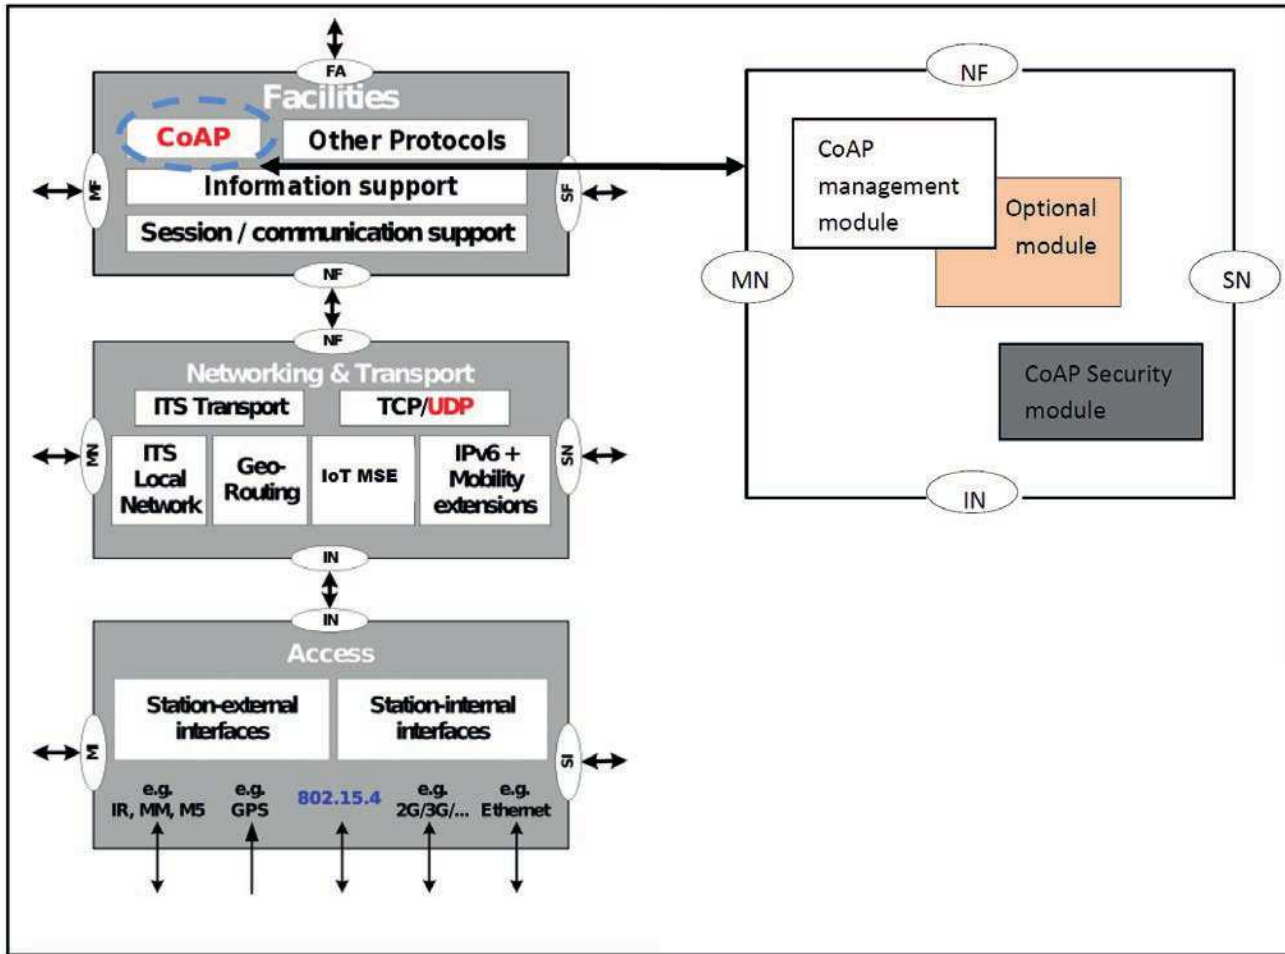 FA
Facilities
CoAP
Other Protocols
MF
Information support
SF
Session / communication support
NF
NF
Networking & Transport
ITS Transport
TCP/UDP
MN
ITS
Local
Network
Geo-
Routing
IoT MSE
IPv6 +
Mobility
extensions
SN
IN
IN
Access
Station-external
interfaces
Station-internal
interfaces
MI
SI
e.g.
IR, MM, M5
e.g.
GPS
802.15.4
e.g.
2G/3G/...
e.g.
Ethernet
NF
CoAP
management
module
Optional
module
MN
SN
CoAP Security
module
IN